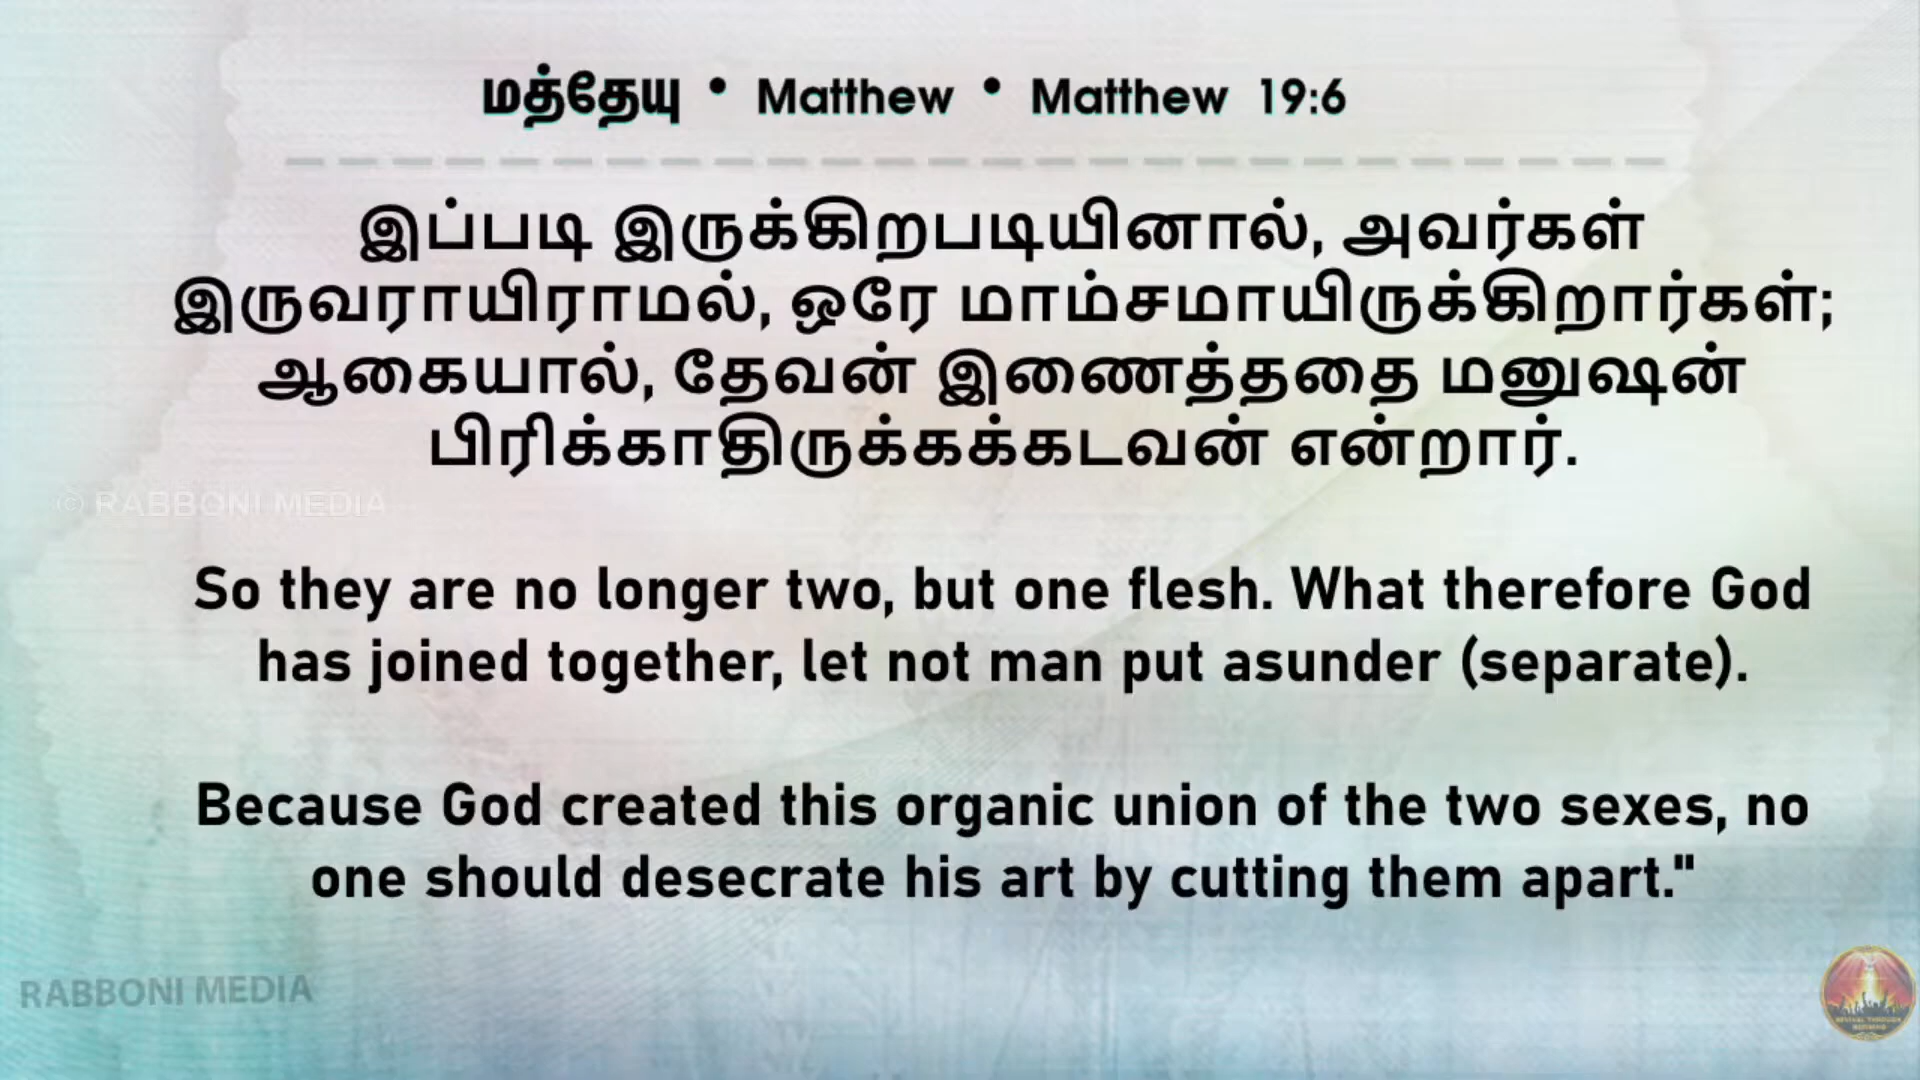 மத்தேயு • Matthew • Matthew 19:6
இப்படி இருக்கிறபடியினால், அவர்கள்
இருவராயிராமல், ஒரே மாம்சமாயிருக்கிறார்கள்;
ஆகையால், தேவன் இணைத்ததை மனுஷன்
பிரிக்காதிருக்கக்கடவன் என்றார்.
© RABBONI MEDIA
So they are no longer two, but one flesh. What therefore God
has joined together, let not man put asunder (separate).
Because God created this organic union of the two sexes, no
one should desecrate his art by cutting them apart."
RABBONI MEDIA
REVIVAL THROUGH